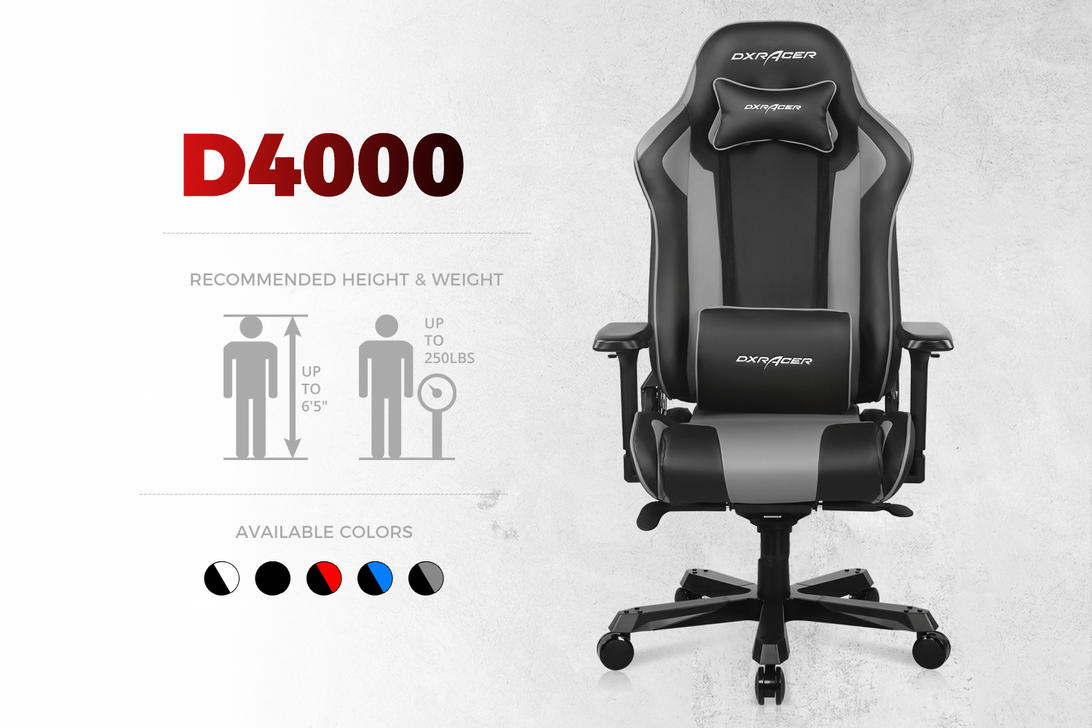 D4000
RECOMMENDED HEIGHT & WEIGHT
UP
TO
6'5"
UP
TO
250LBS
AVAILABLE COLORS
DXRACER
DXRACER
DXRACER